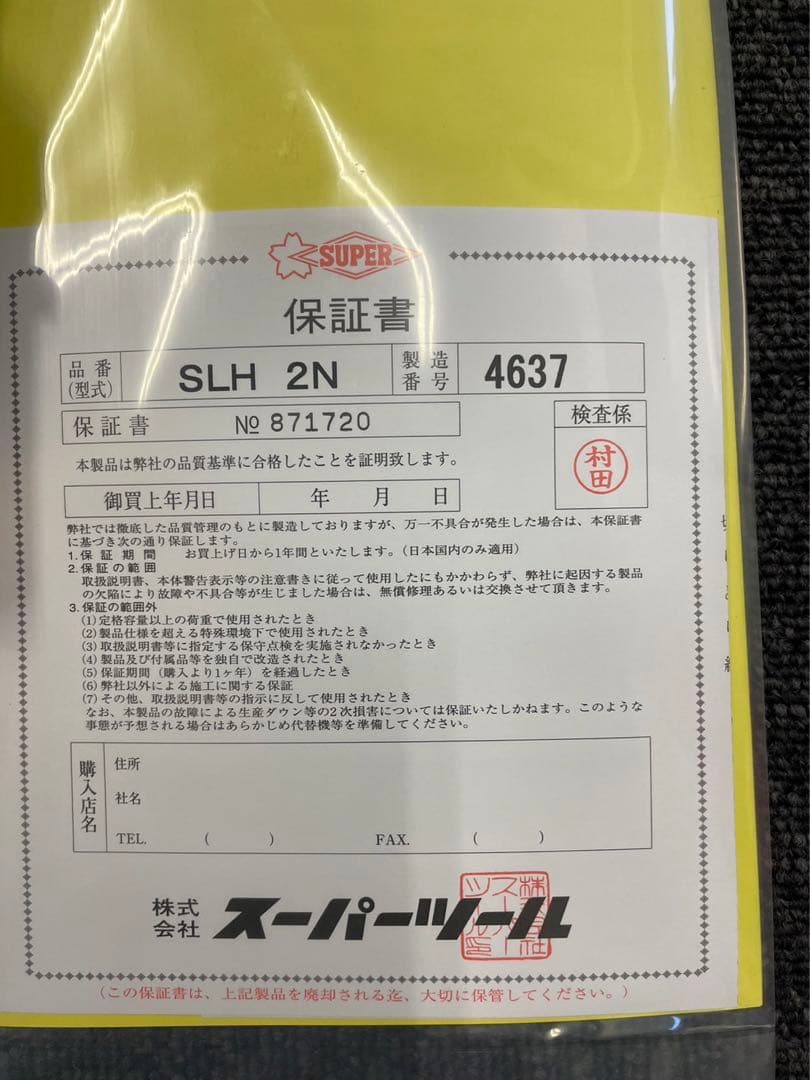 SUPER
保証書
品番 (型式) SLH 2N 製造番号 4637
保証書 № 871720
検査係
村田
本製品は弊社の品質基準に合格したことを証明致します。
御買上年月日 年 月 日
弊社では徹底した品質管理のもとに製造しておりますが、万一不具合が発生した場合は、本保証書
に基づき次の通り保証します。
1.保証期間 お買上げ日から1年間といたします。(日本国内のみ適用)
2.保証の範囲
取扱説明書、本体警告表示等の注意書きに従って使用したにもかかわらず、弊社に起因する製品
の欠陥により故障や不具合等が生じました場合は、無償修理あるいは交換させて頂きます。
3.保証の範囲外
(1)定格容量以上の荷重で使用されたとき
(2)製品仕様を超える特殊環境下で使用されたとき
(3)取扱説明書等に指定する保守点検を実施されなかったとき
(4)製品及び付属品等を独自で改造されたとき
(5)保証期間(購入より1ヶ年)を経過したとき
(6)弊社以外による施工に関する保証
(7)その他、取扱説明書等の指示に反して使用されたとき
なお、本製品の故障による生産ダウン等の2次損害については保証いたしかねます。このような
事態が予想される場合はあらかじめ代替機等を準備してください。
購入店名
住所
社名
TEL. ( ) FAX. ( )
株式会社 スーパーツール
株式会社スーパーツル印
(この保証書は、上記製品を廃却される迄、大切に保管してください。)